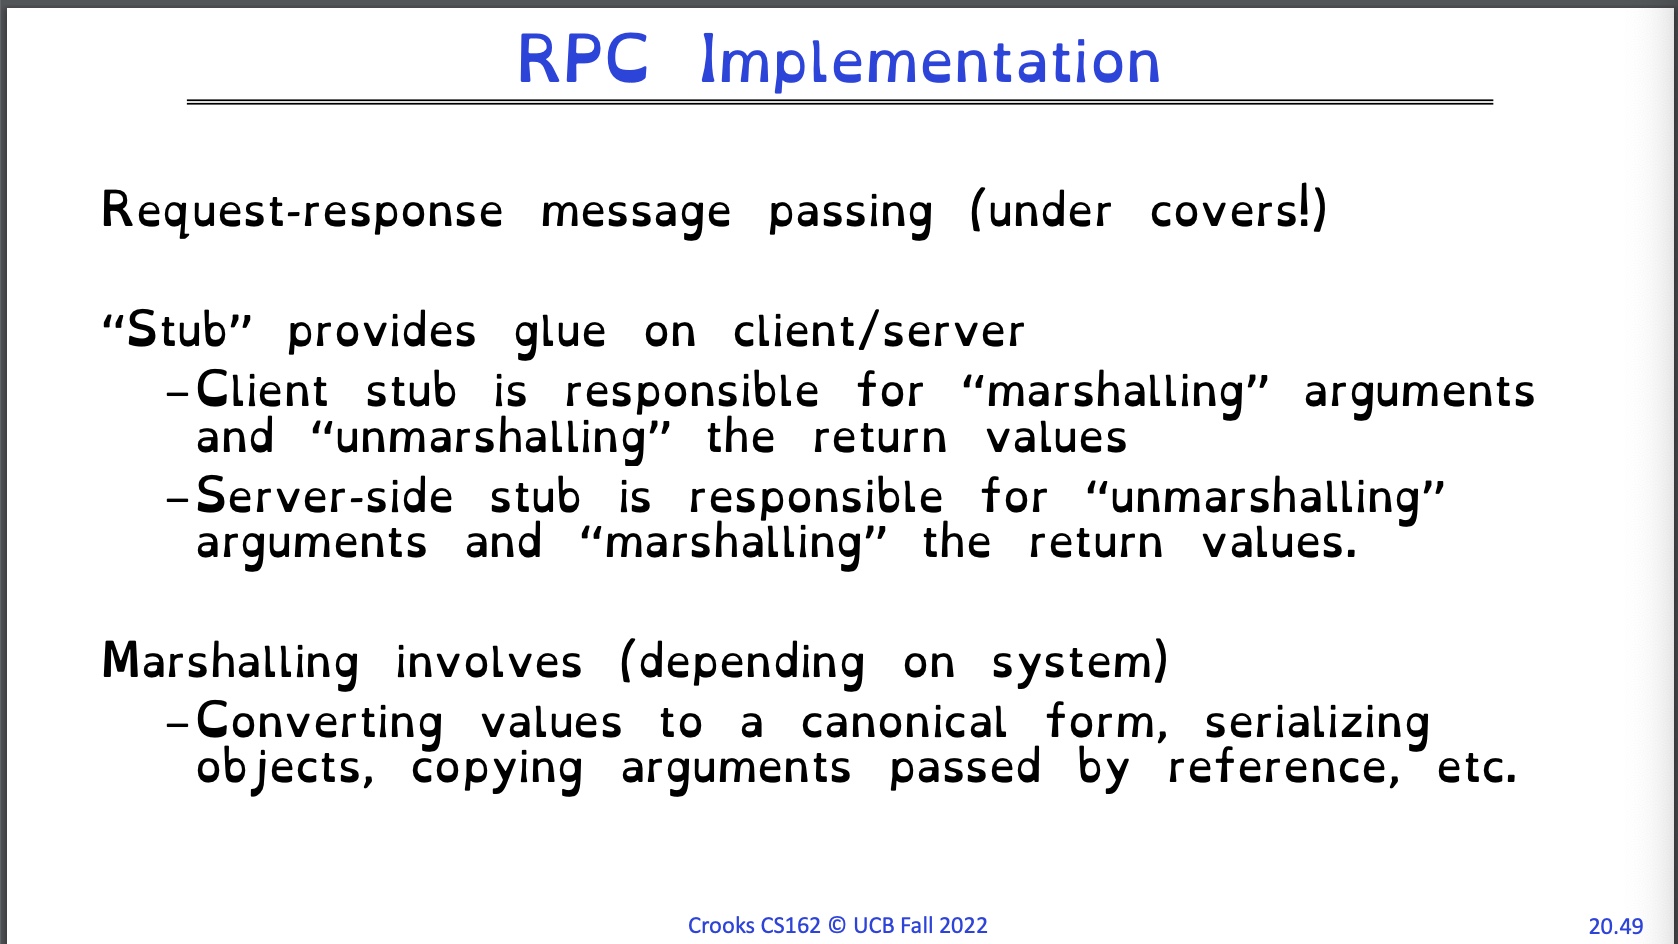 RPC Implementation
Request-response message passing (under covers!)
“Stub” provides glue on client/server
–Client stub is responsible for “marshalling” arguments
and “unmarshalling” the return values
–Server-side stub is responsible for “unmarshalling”
arguments and “marshalling” the return values.
Marshalling involves (depending on system)
–Converting values to a canonical form, serializing
objects, copying arguments passed by reference, etc.
Crooks CS162 © UCB Fall 2022
20.49